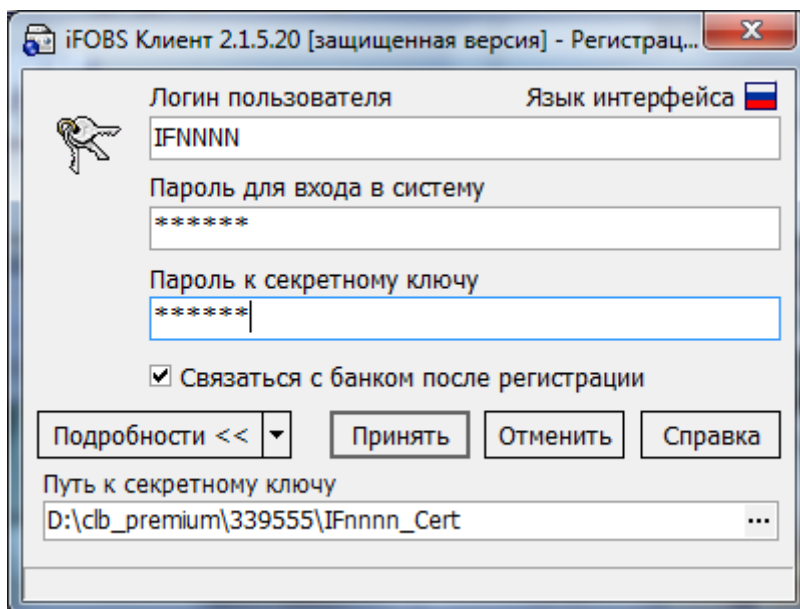 iFOBS Клиент 2.1.5.20 [защищенная версия] - Регистрац...
Логин пользователя Язык интерфейса
IFNNNN
Пароль для входа в систему
******
Пароль к секретному ключу
******
Связаться с банком после регистрации
Подробности << Принять Отменить Справка
Путь к секретному ключу
D:\clb_premium\339555\IFnnnn_Cert ...